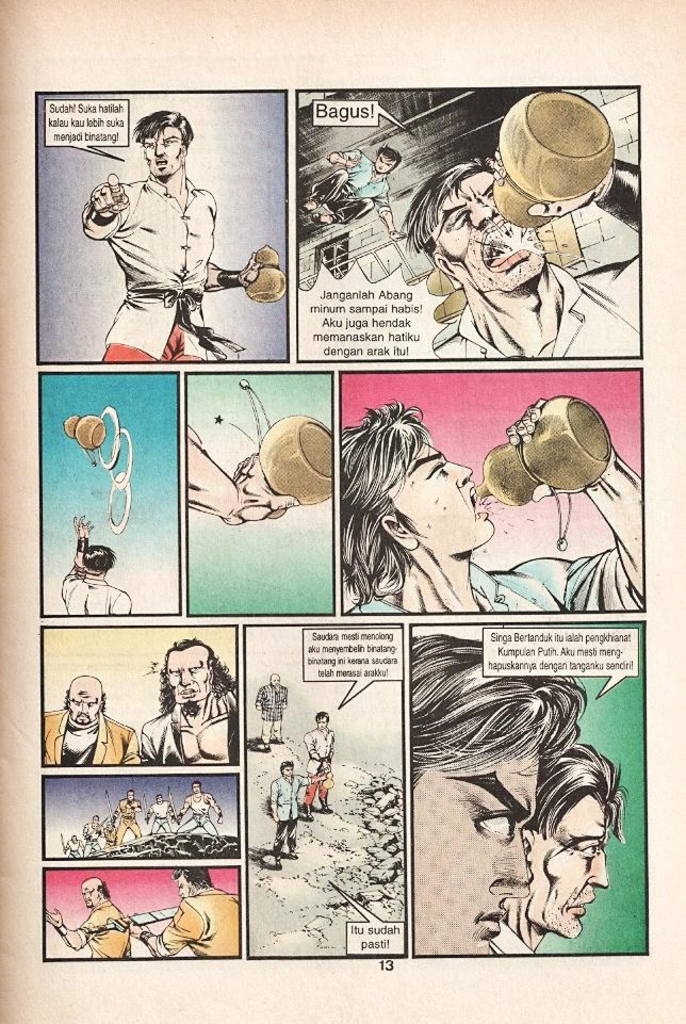 Sudah! Suka hatilah
kalau kau lebih suka
menjadi binatang!
Bagus!
Janganlah Abang
minum sampai habis!
Aku juga hendak
memanaskan hatiku
dengan arak itu!
Saudara mesti menolong
aku menyembelih binatang-
binatang ini kerana saudara
telah merasai arakku!
Itu sudah
pasti!
Singa Bertanduk itu ialah pengkhianat
Kumpulan Putih. Aku mesti meng-
hapuskannya dengan tanganku sendiri!
13